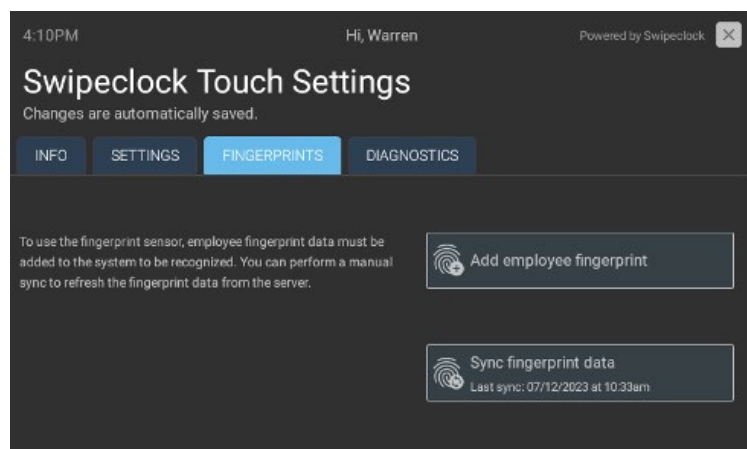 4:10PM
Hi, Warren
Powered by Swipeclock
Swipeclock Touch Settings
Changes are automatically saved.
INFO
SETTINGS
FINGERPRINTS
DIAGNOSTICS
To use the fingerprint sensor, employee fingerprint data must be
added to the system to be recognized. You can perform a manual
sync to refresh the fingerprint data from the server.
Add employee fingerprint
Sync fingerprint data
Last sync: 07/12/2023 at 10:33am